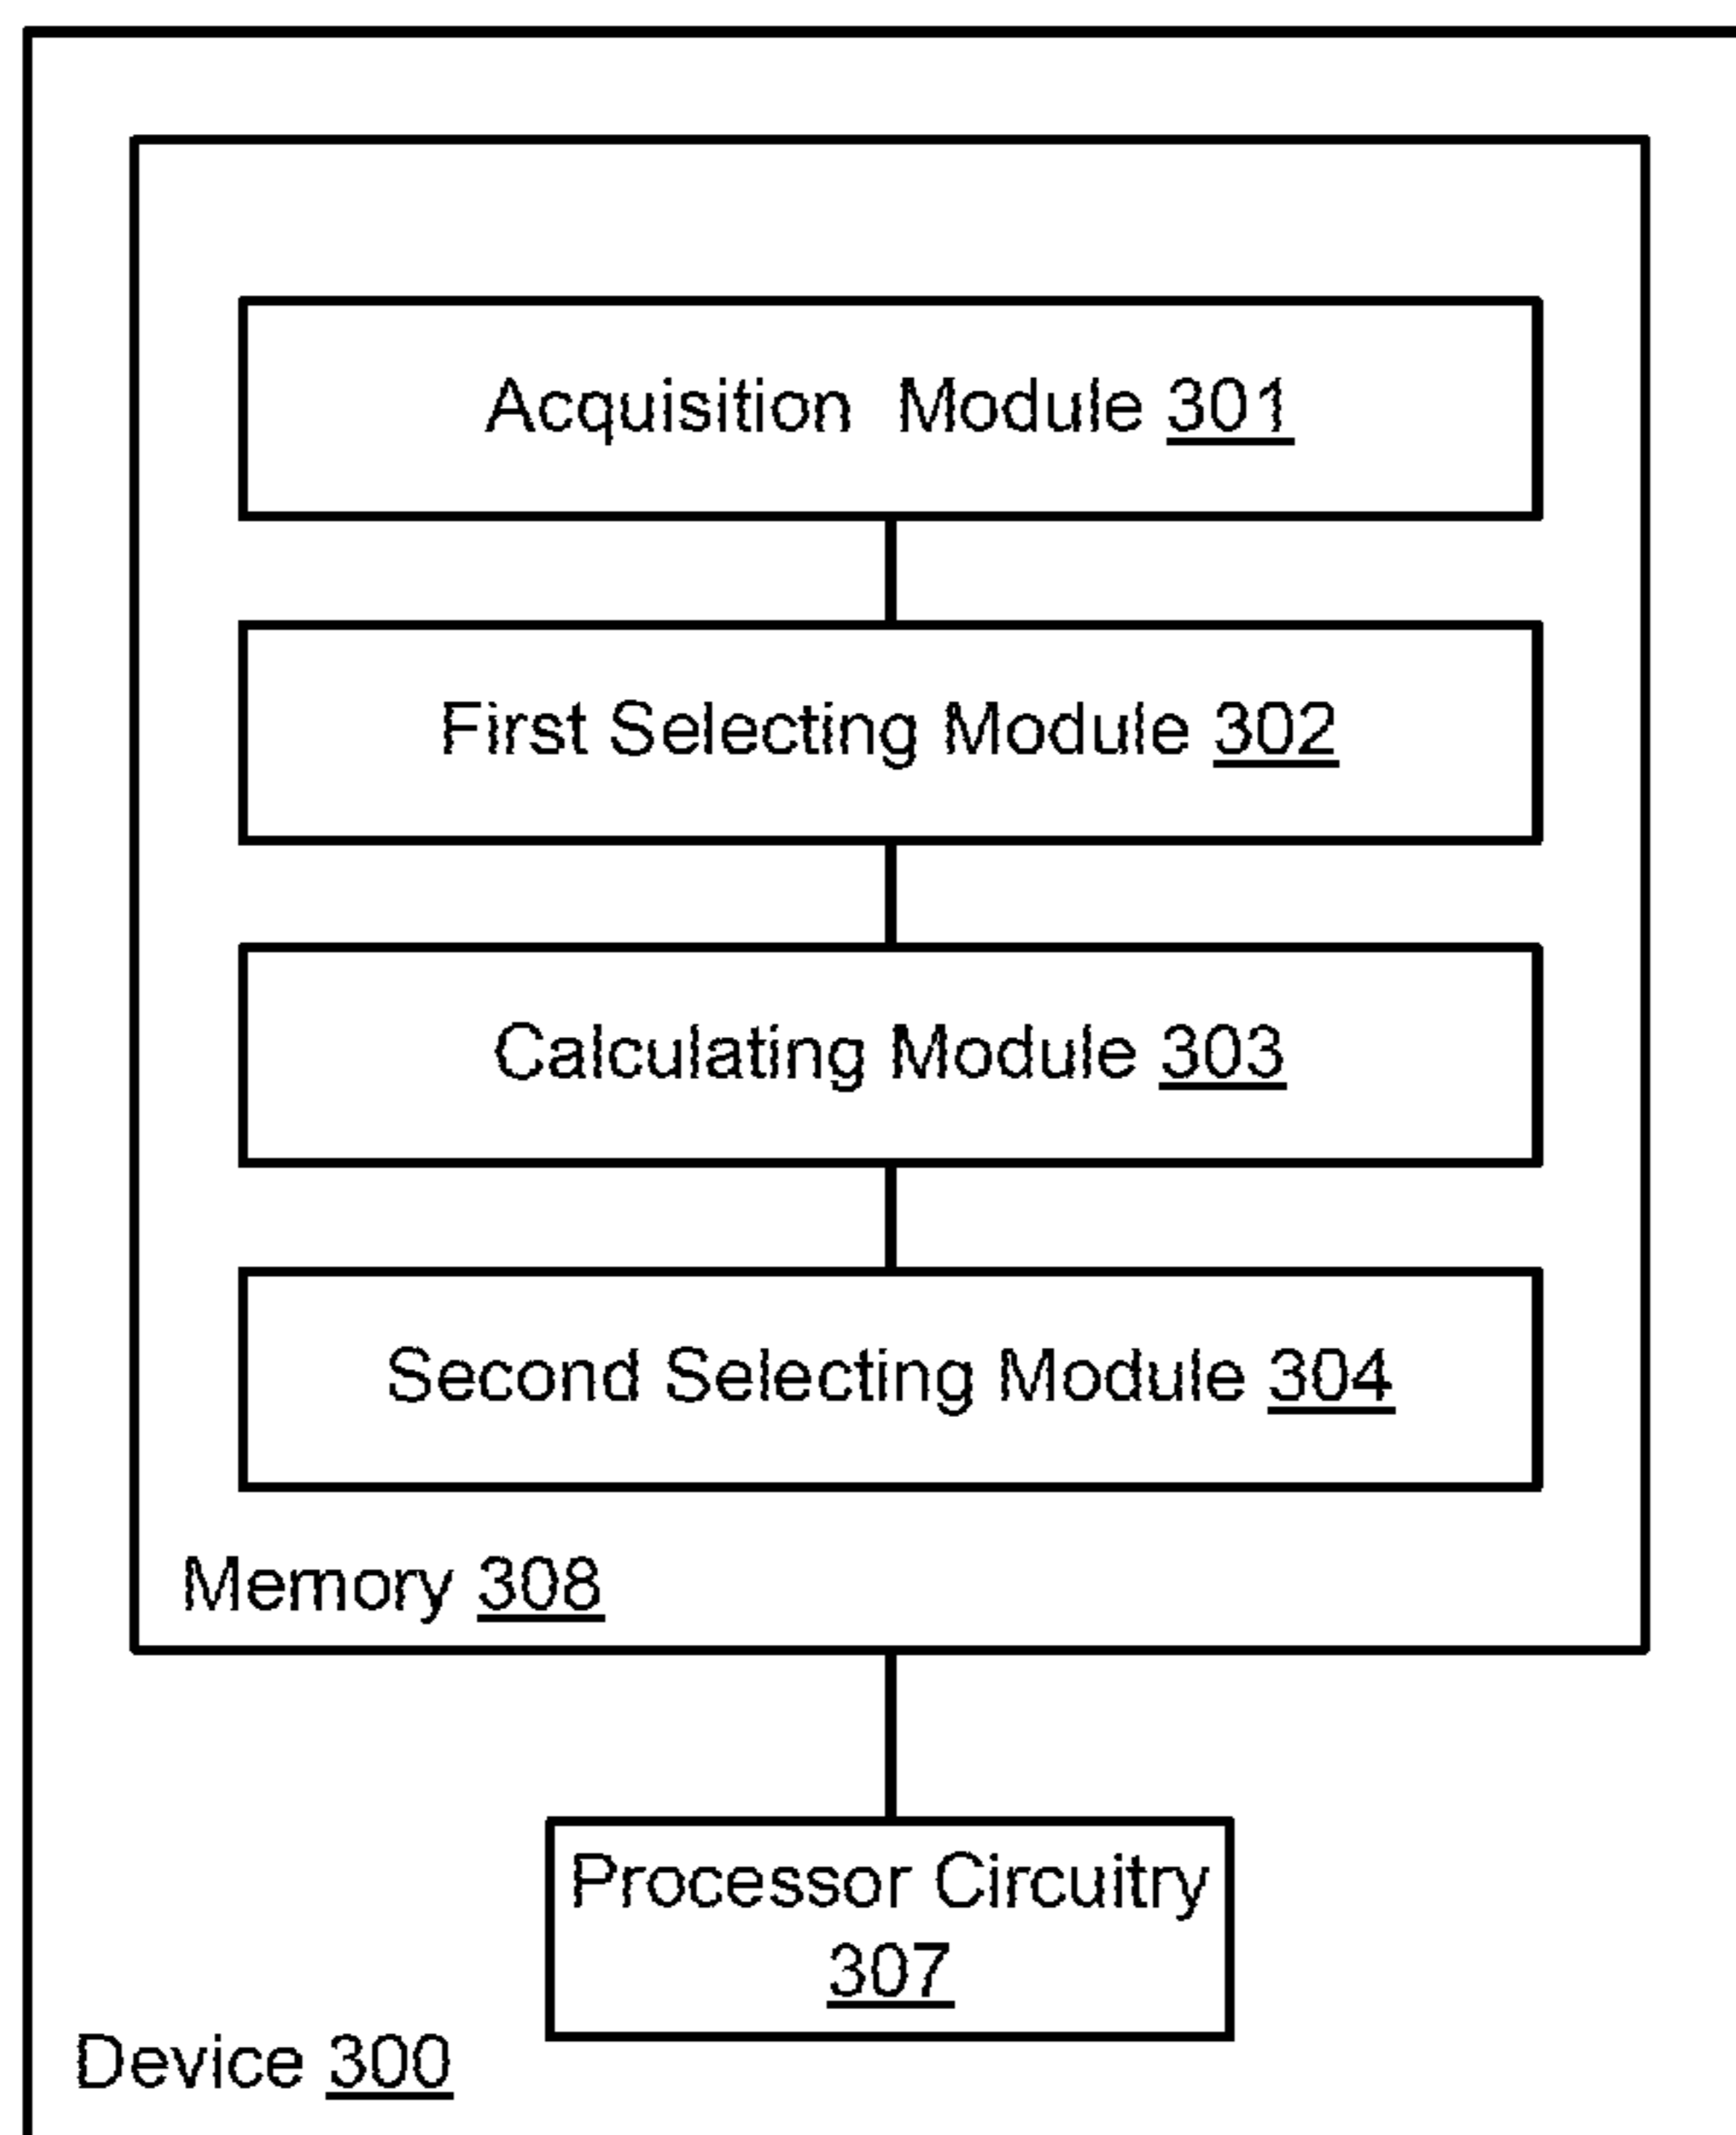 Acquisition Module 301
First Selecting Module 302
Calculating Module 303
Second Selecting Module 304
Memory 308
Processor Circuitry
307
Device 300